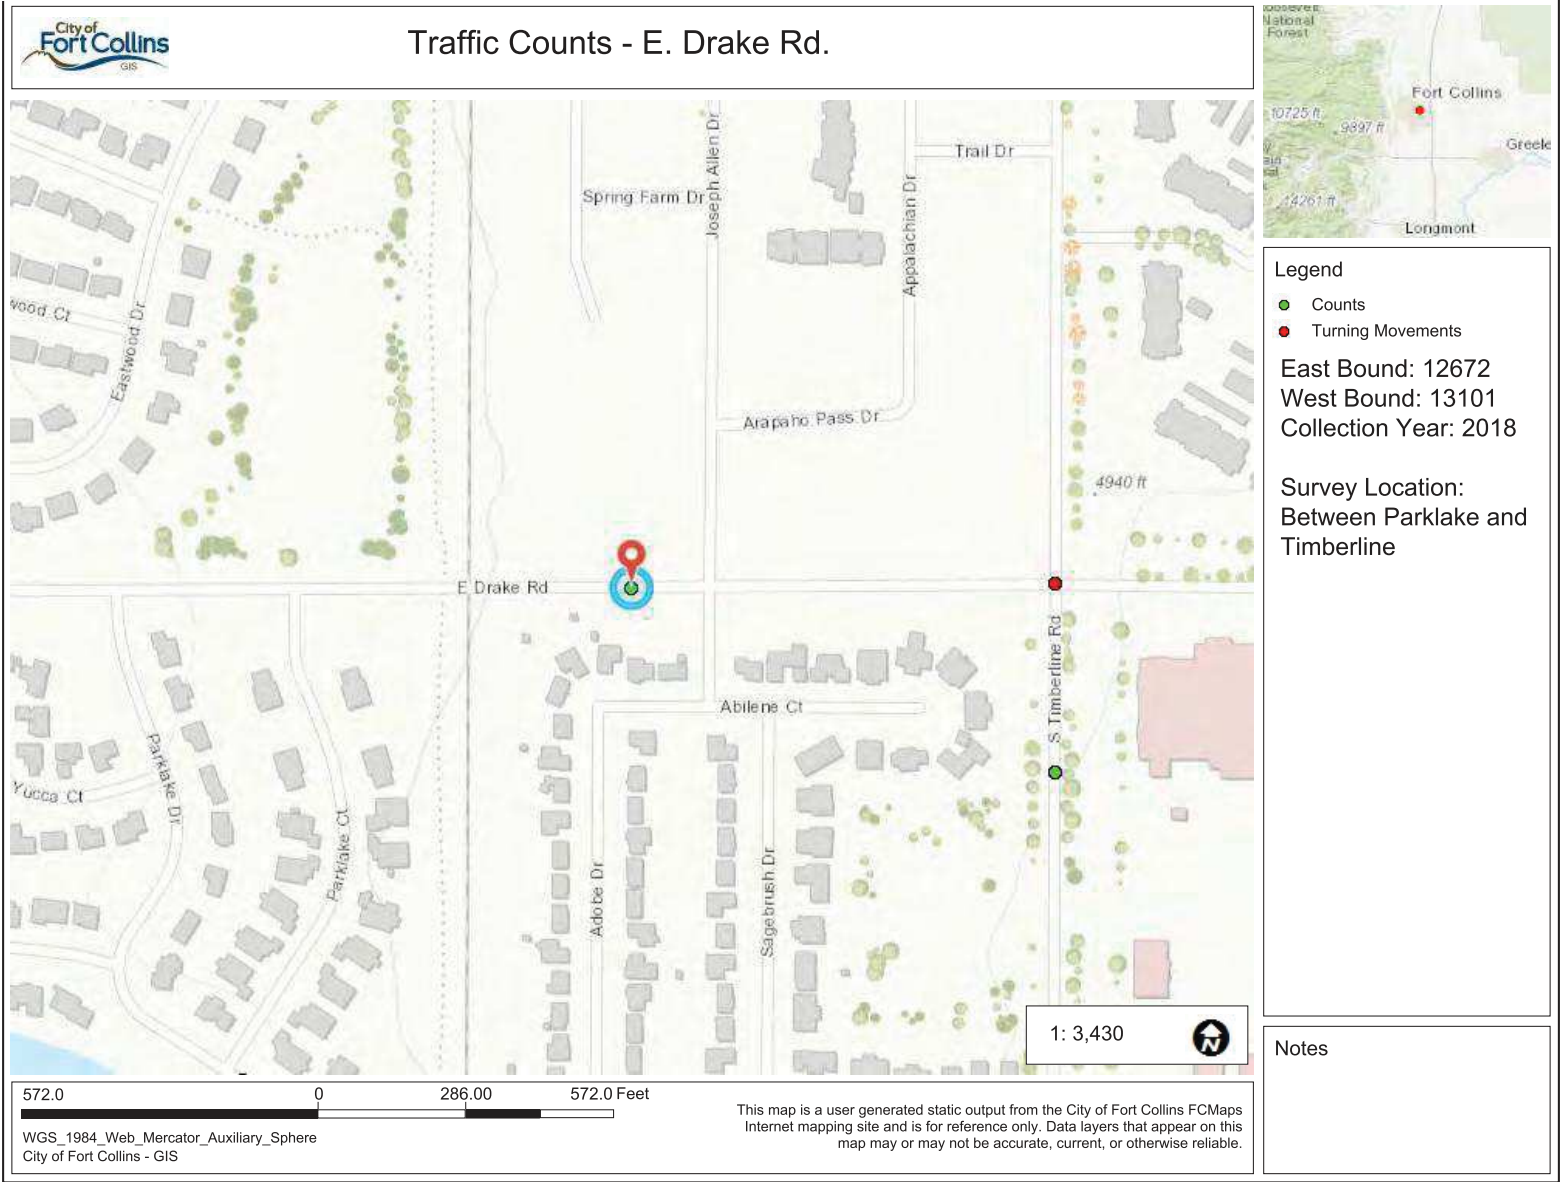 City of
Fort Collins
GIS
Traffic Counts - E. Drake Rd.
National
Forest
Fort Collins
10725 ft
9897 ft
Greele
14261 ft
Longmont
Legend
Counts
Turning Movements
East Bound: 12672
West Bound: 13101
Collection Year: 2018
Survey Location:
Between Parklake and
Timberline
Trail Dr
Spring Farm Dr
Joseph Allen Dr
Appalachian Dr
wood Ct
Eastwood Dr
Arapaho Pass Dr
4940 ft
E Drake Rd
S Timberline Rd
Abilene Ct
Parklake Dr
Yucca Ct
Parklake Ct
Adobe Dr
Sagebrush Dr
1: 3,430
N
Notes
572.0 0 286.00 572.0 Feet
WGS_1984_Web_Mercator_Auxiliary_Sphere
City of Fort Collins - GIS
This map is a user generated static output from the City of Fort Collins FCMaps
Internet mapping site and is for reference only. Data layers that appear on this
map may or may not be accurate, current, or otherwise reliable.